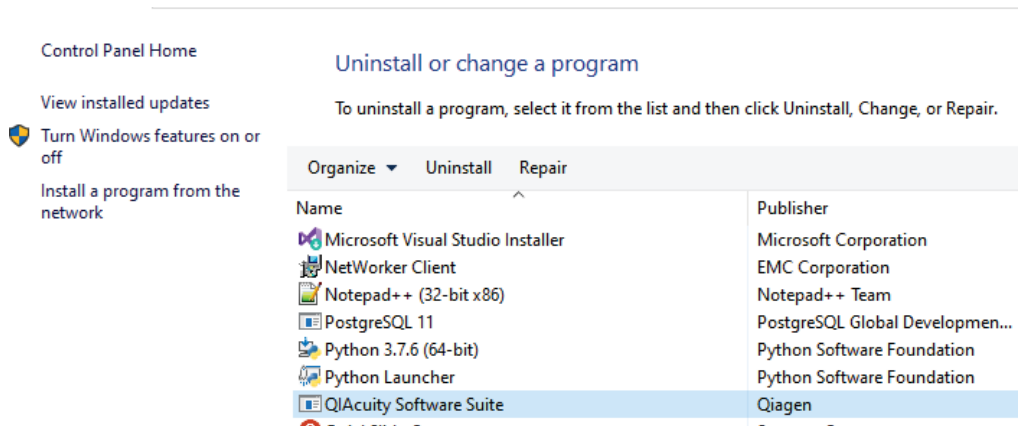 Control Panel Home
View installed updates
Turn Windows features on or
off
Install a program from the
network
Uninstall or change a program
To uninstall a program, select it from the list and then click Uninstall, Change, or Repair.
Organize Uninstall Repair
Name Publisher
Microsoft Visual Studio Installer Microsoft Corporation
NetWorker Client EMC Corporation
Notepad++ (32-bit x86) Notepad++ Team
PostgreSQL 11 PostgreSQL Global Developmen...
Python 3.7.6 (64-bit) Python Software Foundation
Python Launcher Python Software Foundation
QIAcuity Software Suite Qiagen